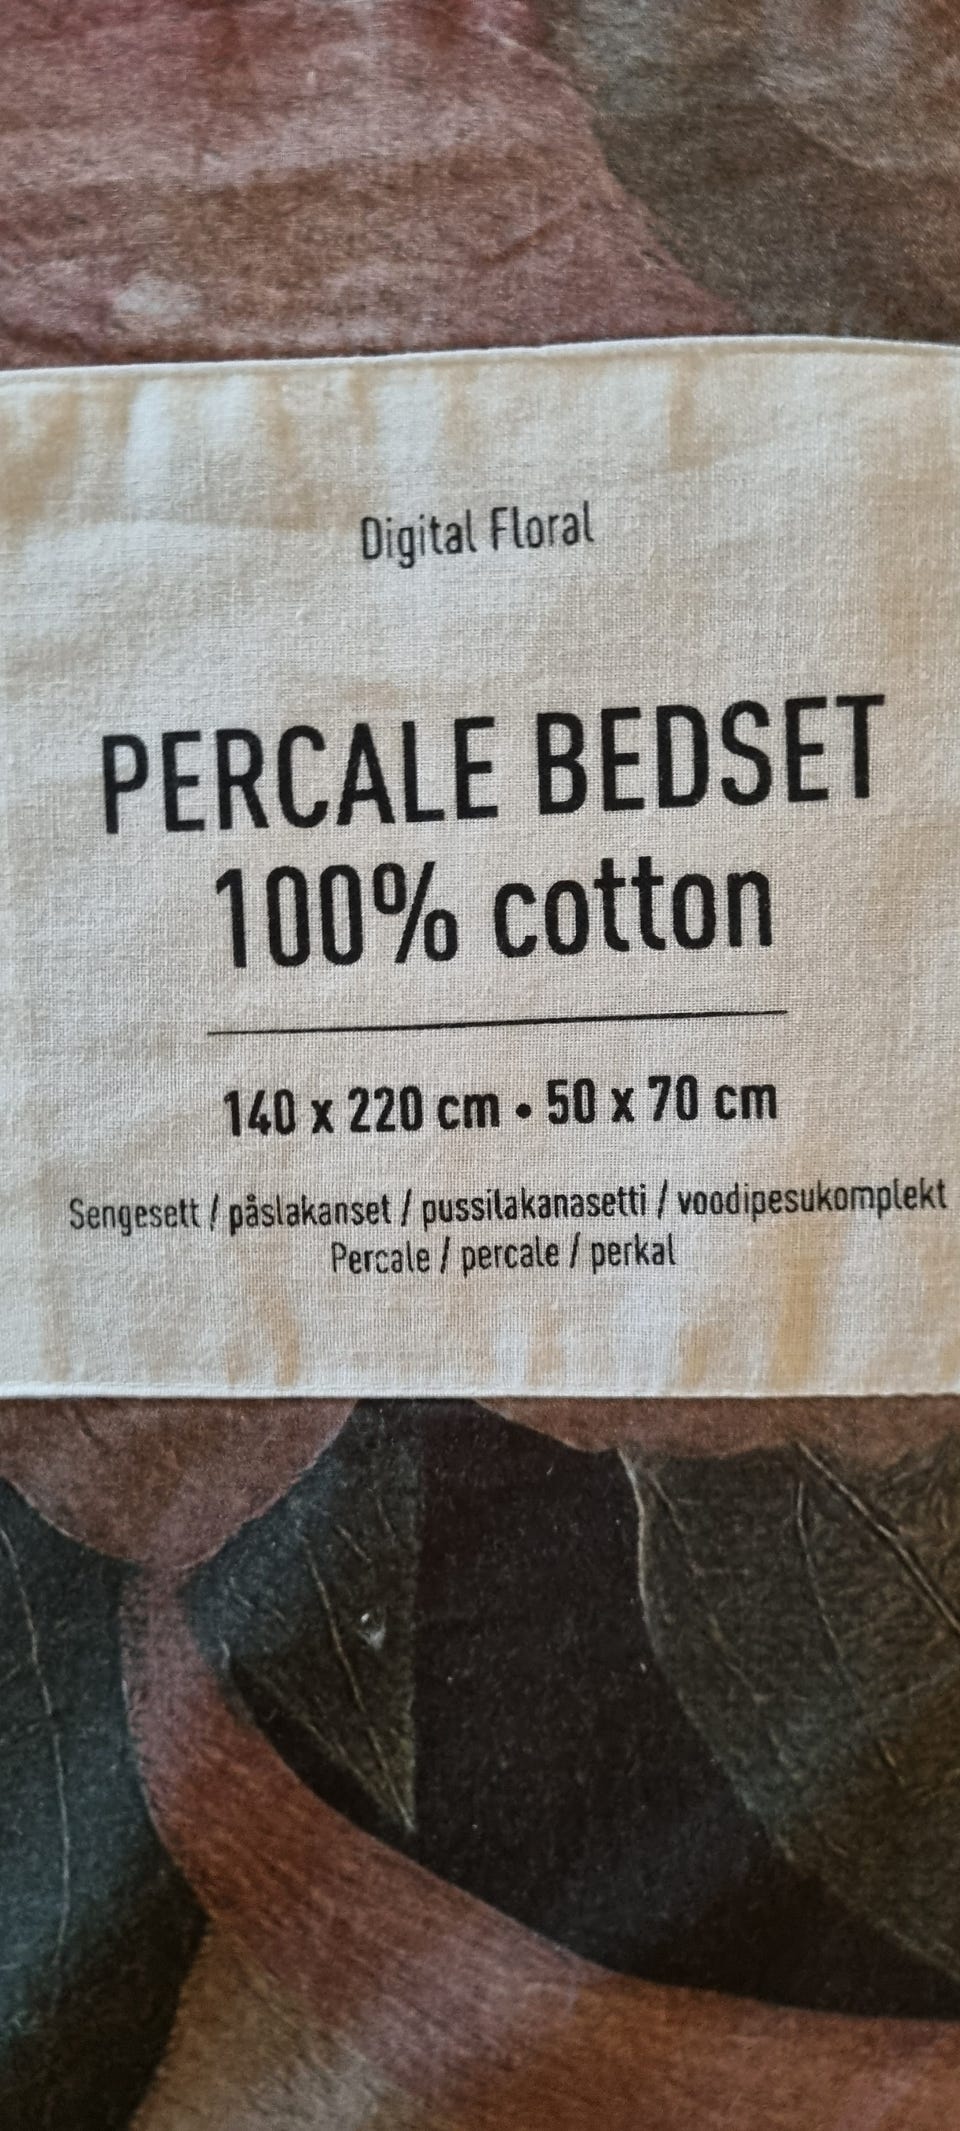 Digital Floral
PERCALE BEDSET
100% cotton
140 x 220 cm • 50 x 70 cm
Sengesett / påslakanset / pussilakanasetti / voodipesukomplekt
Percale / percale / perkal